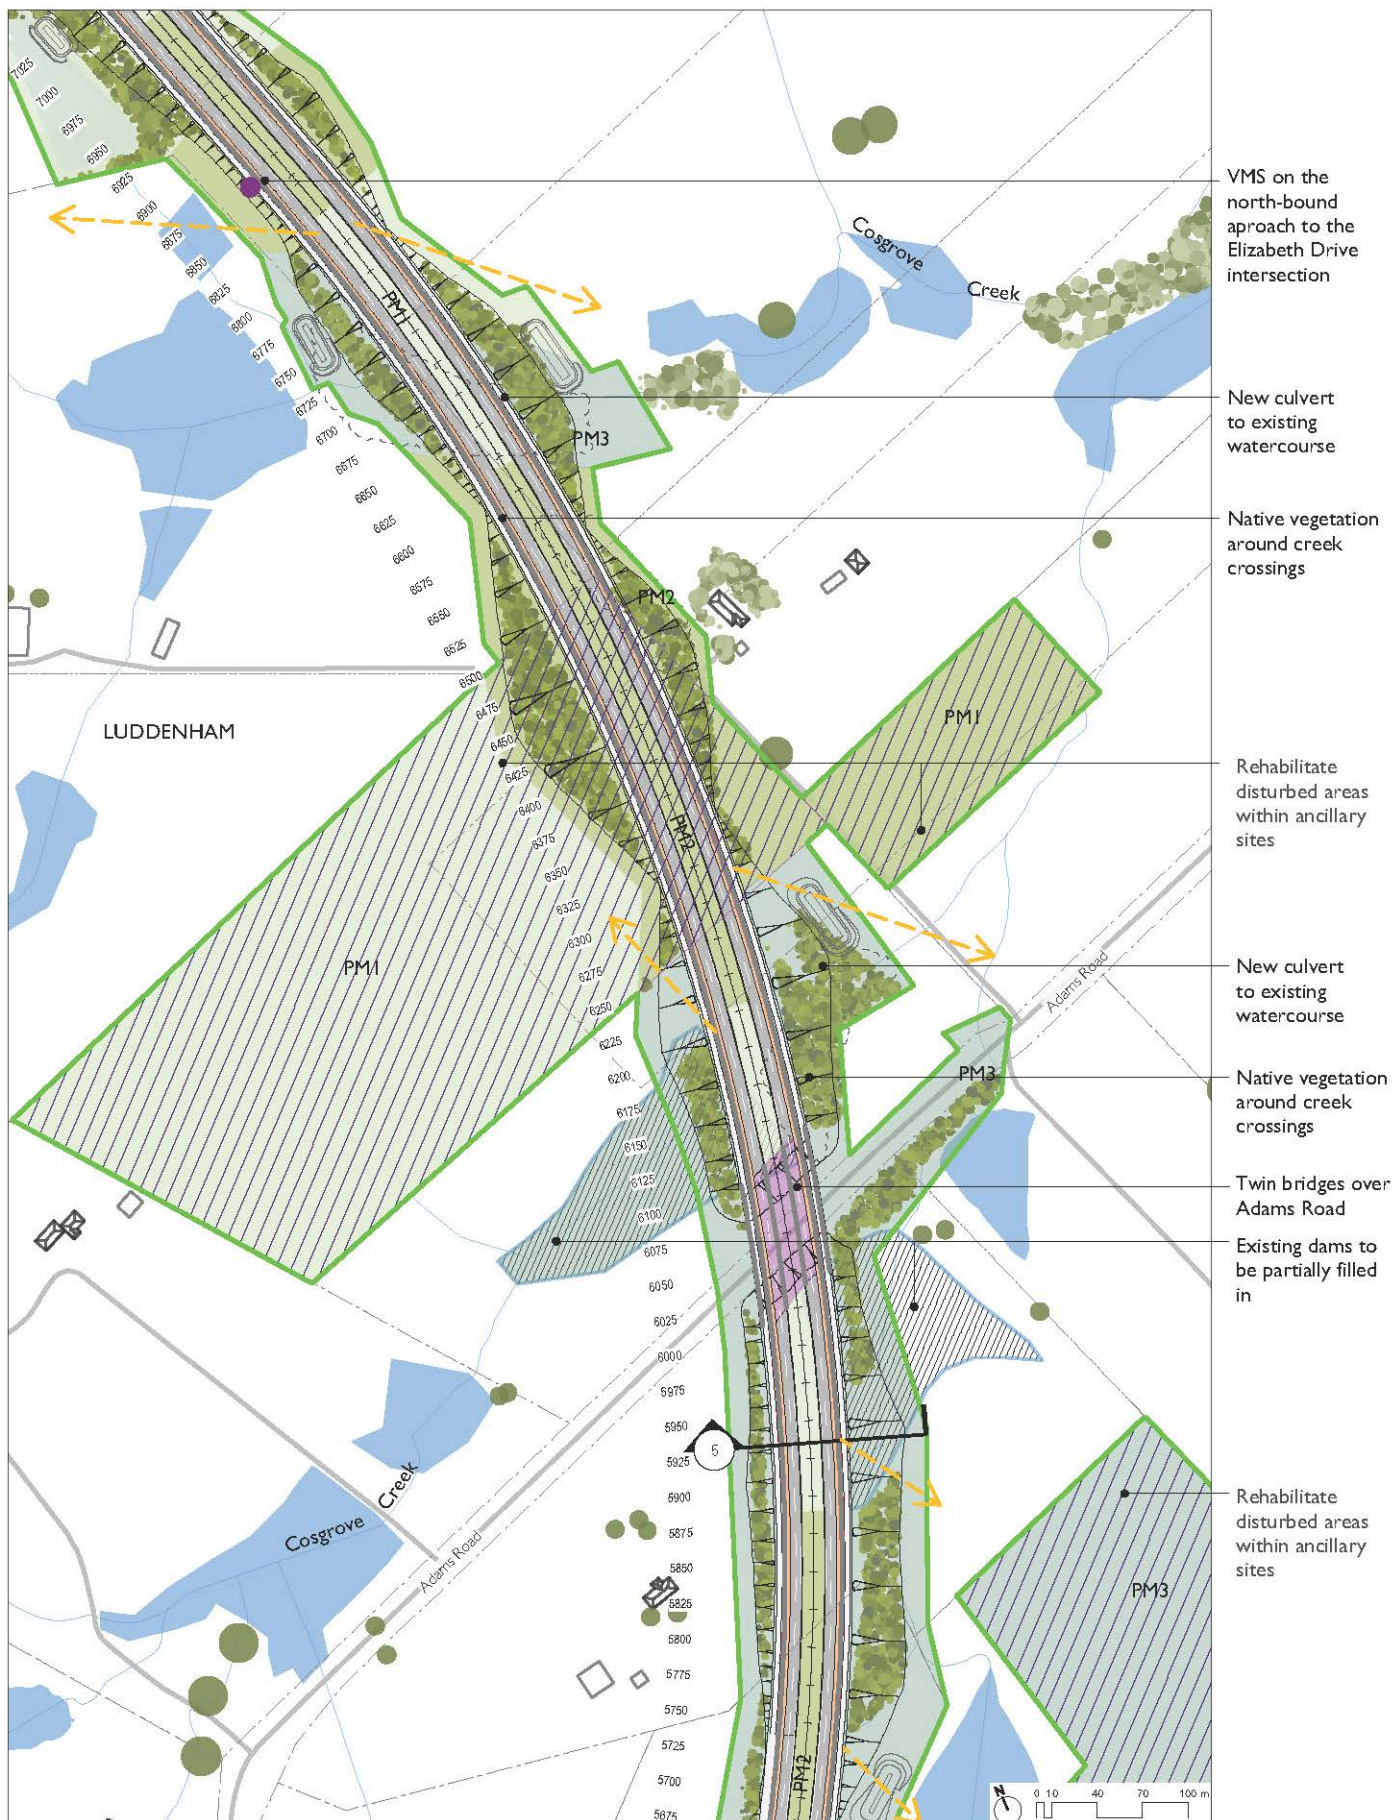 7025
7000
6975
6950
6925
6900
6875
6850
6825
6800
6775
6750
6725
6700
6675
6650
6625
6600
6575
6550
6525
6500
6475
6450
6425
6400
6375
6350
6325
6300
6275
6250
6225
6200
6175
6150
6125
6100
6075
6050
6025
6000
5975
5950
5925
5900
5875
5850
5825
5800
5775
5750
5725
5700
5675
PM1
PM3
PM2
PM1
PM2
PM1
PM3
PM3
PM2
LUDDENHAM
Cosgrove
Creek
Adams Road
Cosgrove
Creek
Adams Road
5
VMS on the
north-bound
aproach to the
Elizabeth Drive
intersection
New culvert
to existing
watercourse
Native vegetation
around creek
crossings
Rehabilitate
disturbed areas
within ancillary
sites
New culvert
to existing
watercourse
Native vegetation
around creek
crossings
Twin bridges over
Adams Road
Existing dams to
be partially filled
in
Rehabilitate
disturbed areas
within ancillary
sites
N
0 10 40 70 100 m